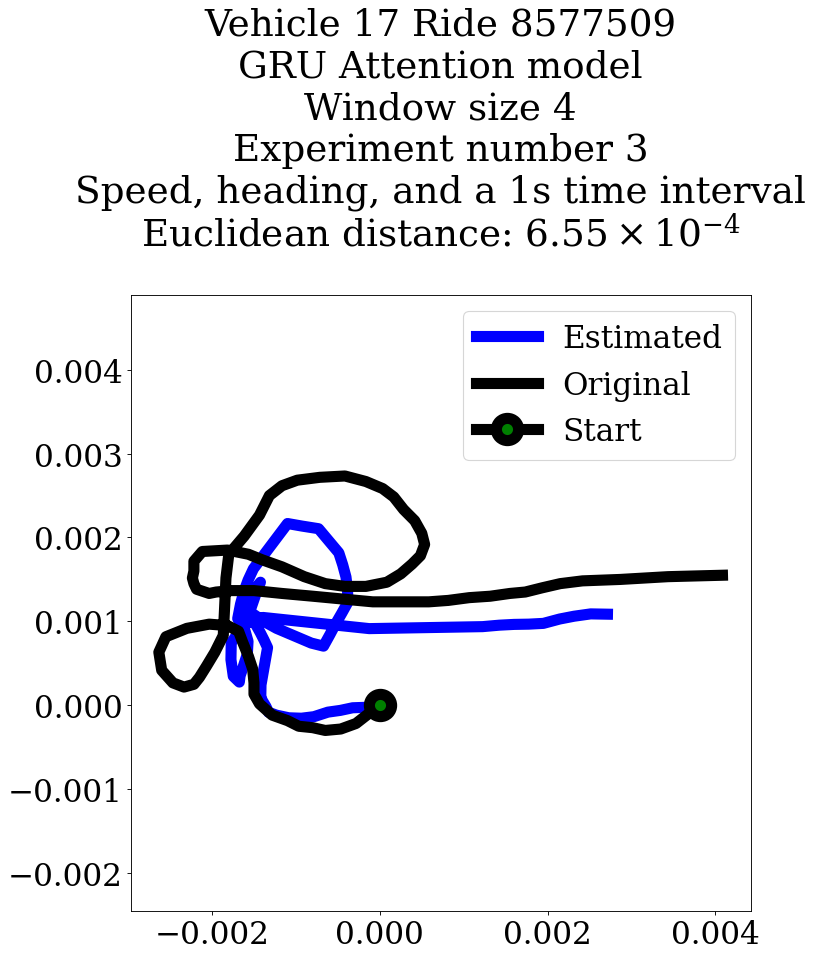 Vehicle 17 Ride 8577509
GRU Attention model
Window size 4
Experiment number 3
Speed, heading, and a 1s time interval
Euclidean distance: 6.55 × 10⁻⁴
Estimated
Original
Start
0.004
0.003
0.002
0.001
0.000
−0.001
−0.002
−0.002 0.000 0.002 0.004